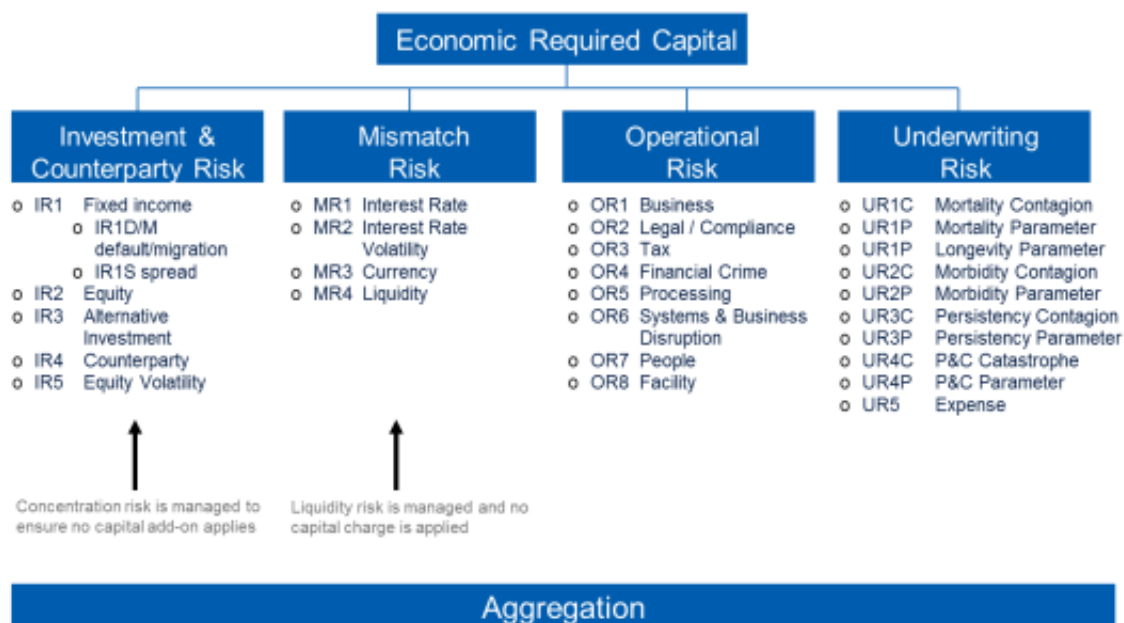 Economic Required Capital
Investment &
Counterparty Risk
o IR1 Fixed income
o IR1D/M
default/migration
o IR1S spread
o IR2 Equity
o IR3 Alternative
Investment
o IR4 Counterparty
o IR5 Equity Volatility
Concentration risk is managed to
ensure no capital add-on applies
Mismatch
Risk
o MR1 Interest Rate
o MR2 Interest Rate
Volatility
o MR3 Currency
o MR4 Liquidity
Liquidity risk is managed and no
capital charge is applied
Operational
Risk
o OR1 Business
o OR2 Legal / Compliance
o OR3 Tax
o OR4 Financial Crime
o OR5 Processing
o OR6 Systems & Business
Disruption
o OR7 People
o OR8 Facility
Underwriting
Risk
o UR1C Mortality Contagion
o UR1P Mortality Parameter
o UR1P Longevity Parameter
o UR2C Morbidity Contagion
o UR2P Morbidity Parameter
o UR3C Persistency Contagion
o UR3P Persistency Parameter
o UR4C P&C Catastrophe
o UR4P P&C Parameter
o UR5 Expense
Aggregation